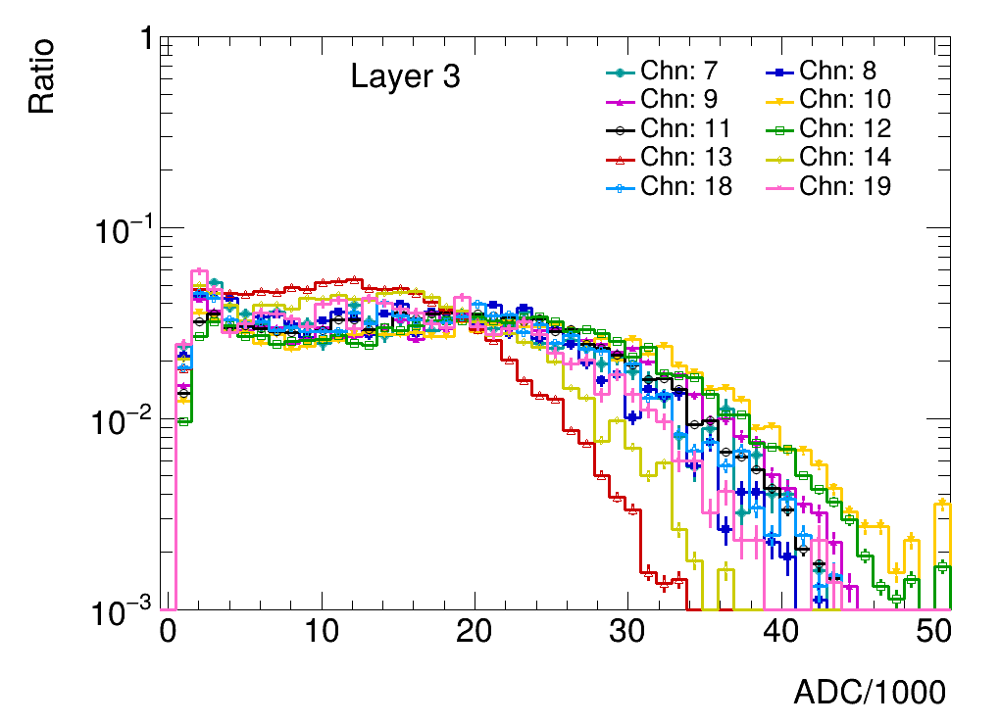 Ratio
Layer 3
Chn: 7
Chn: 8
Chn: 9
Chn: 10
Chn: 11
Chn: 12
Chn: 13
Chn: 14
Chn: 18
Chn: 19
1
10−1
10−2
10−3
0 10 20 30 40 50
ADC/1000